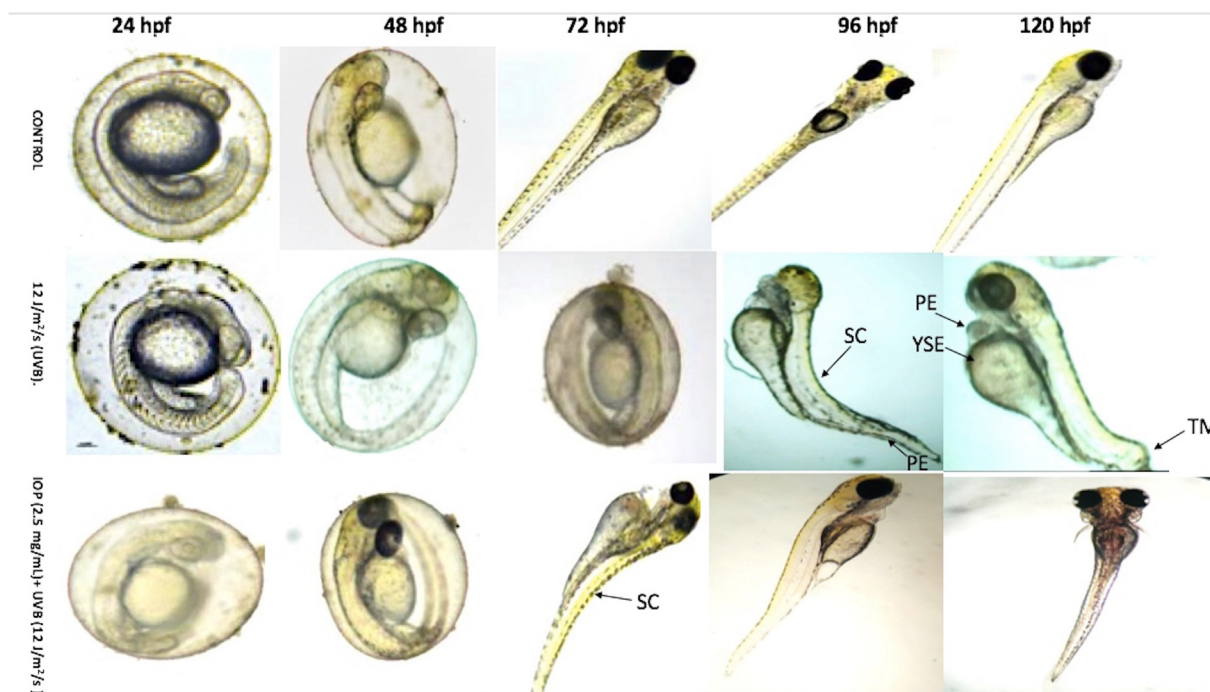 24 hpf 48 hpf 72 hpf 96 hpf 120 hpf
CONTROL
12 J/m²/s (UVB).
SC
PE
PE
YSE
TM
IOP (2.5 mg/mL)+ UVB (12 J/m²/s )
SC